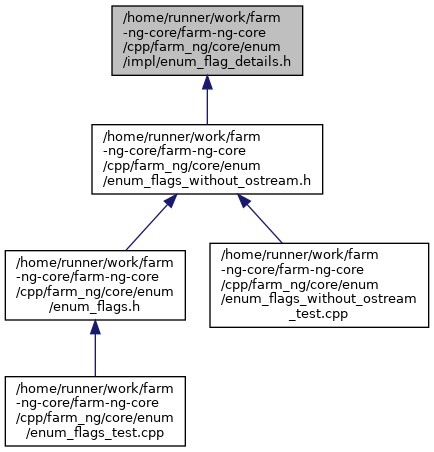 /home/runner/work/farm
-ng-core/farm-ng-core
/cpp/farm_ng/core/enum
/impl/enum_flag_details.h
/home/runner/work/farm
-ng-core/farm-ng-core
/cpp/farm_ng/core/enum
/enum_flags_without_ostream.h
/home/runner/work/farm
-ng-core/farm-ng-core
/cpp/farm_ng/core/enum
/enum_flags.h
/home/runner/work/farm
-ng-core/farm-ng-core
/cpp/farm_ng/core/enum
/enum_flags_without_ostream
_test.cpp
/home/runner/work/farm
-ng-core/farm-ng-core
/cpp/farm_ng/core/enum
/enum_flags_test.cpp